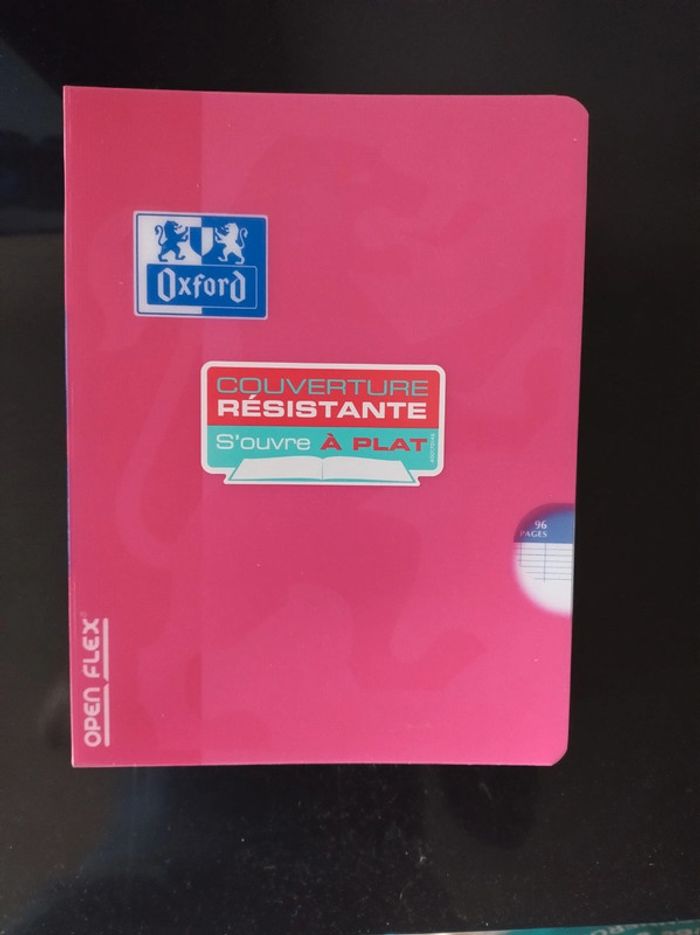 Oxford
COUVERTURE
RÉSISTANTE
S'ouvre À PLAT
96
PAGES
OPEN FLEX®